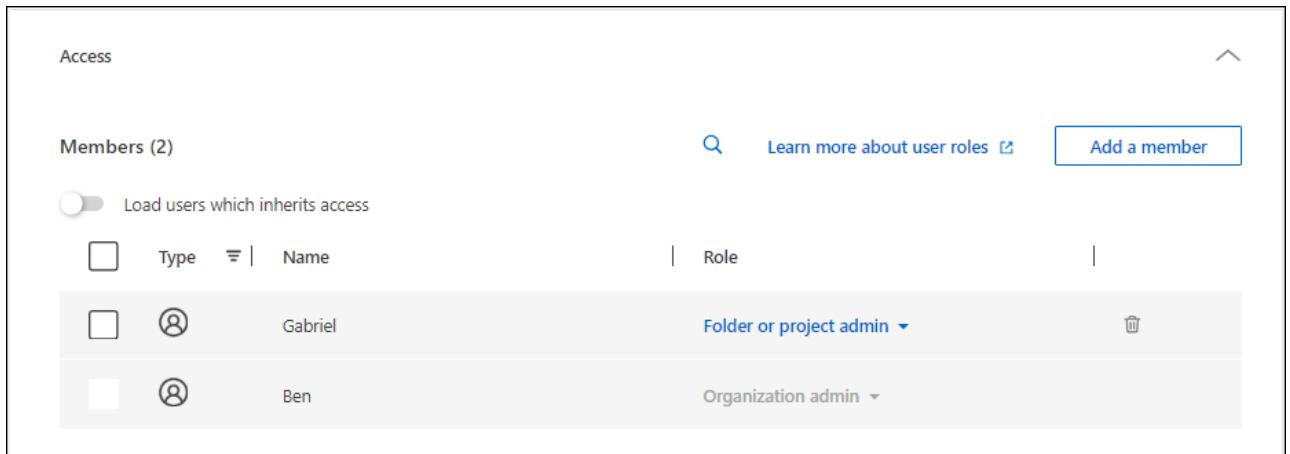 Access
Members (2)
Learn more about user roles
Add a member
Load users which inherits access
Type Name Role
Gabriel Folder or project admin
Ben Organization admin